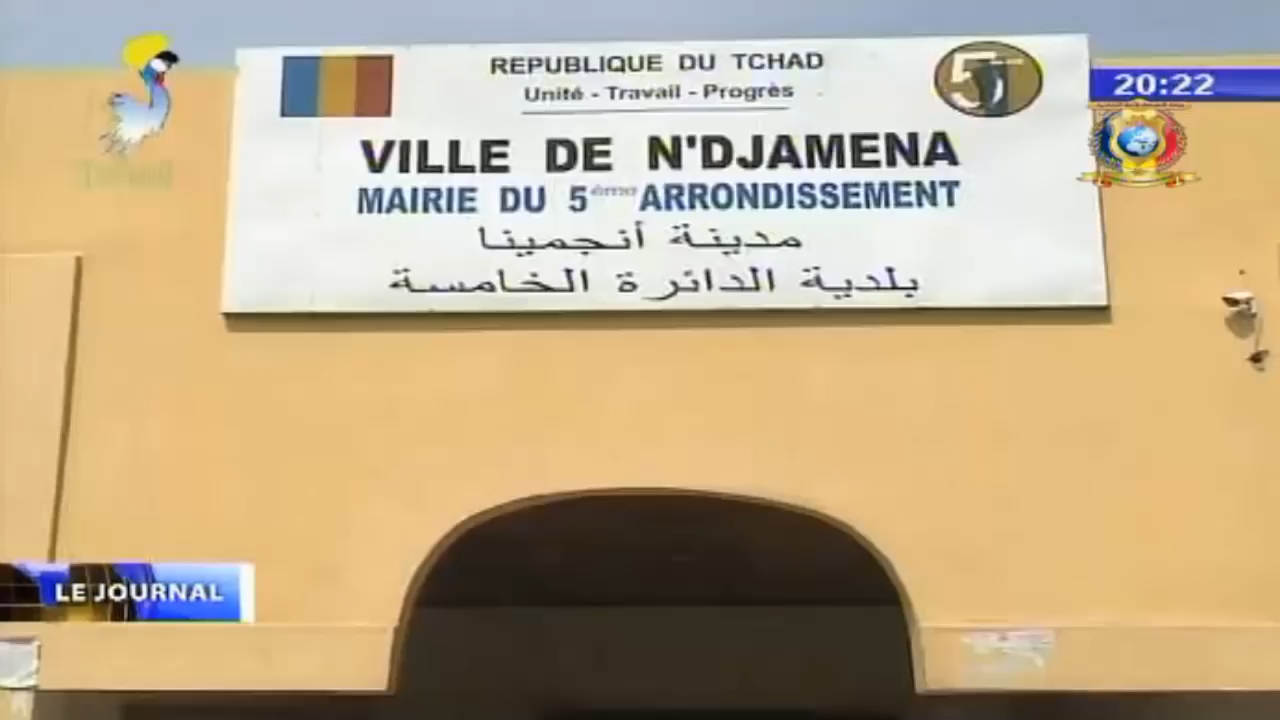 REPUBLIQUE DU TCHAD
Unité - Travail - Progrès
5
VILLE DE N'DJAMENA
MAIRIE DU 5ème ARRONDISSEMENT
مدينة أنجمينا
بلدية الدائرة الخامسة
20:22
LE JOURNAL